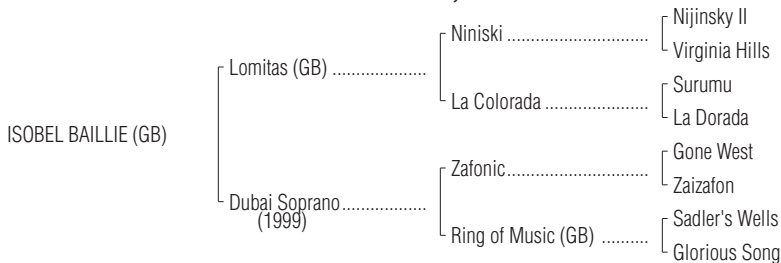 Nijinsky II
Niniski ................................
Virginia Hills
Lomitas (GB) ....................
Surumu
La Colorada .......................
La Dorada
ISOBEL BAILLIE (GB)
Gone West
Zafonic ...............................
Zaizafon
Dubai Soprano ..................
(1999)
Sadler's Wells
Ring of Music (GB) ..........
Glorious Song